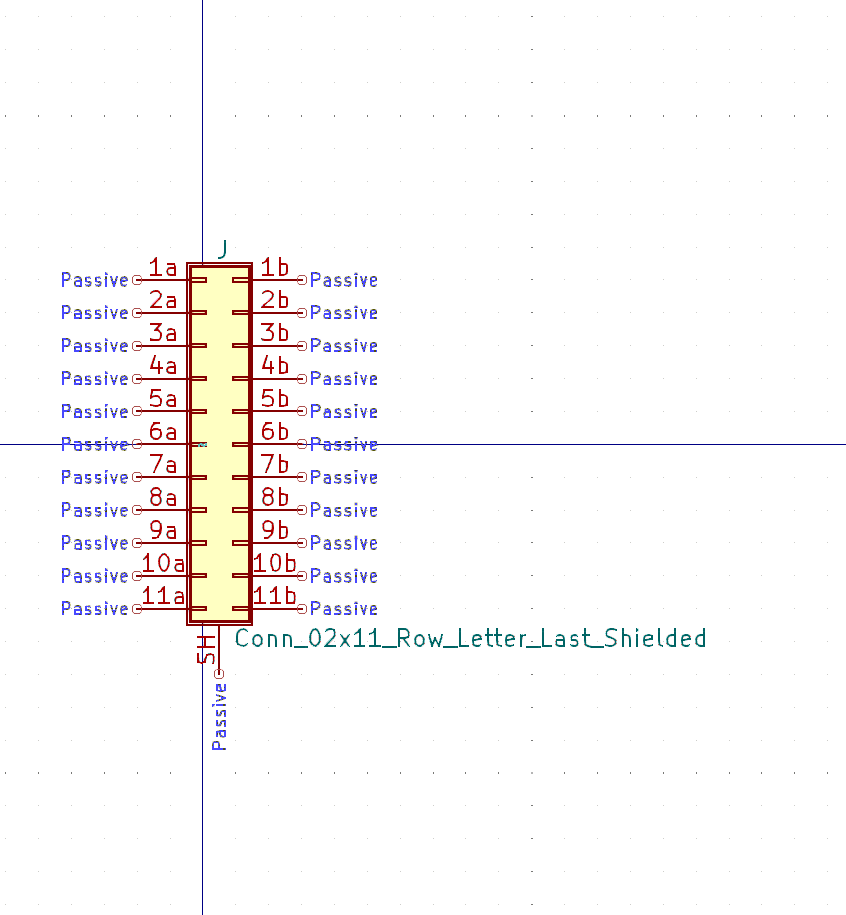 J
Passive 1a 1b Passive
Passive 2a 2b Passive
Passive 3a 3b Passive
Passive 4a 4b Passive
Passive 5a 5b Passive
Passive 6a 6b Passive
Passive 7a 7b Passive
Passive 8a 8b Passive
Passive 9a 9b Passive
Passive 10a 10b Passive
Passive 11a 11b Passive
SH
Conn_02x11_Row_Letter_Last_Shielded
Passive